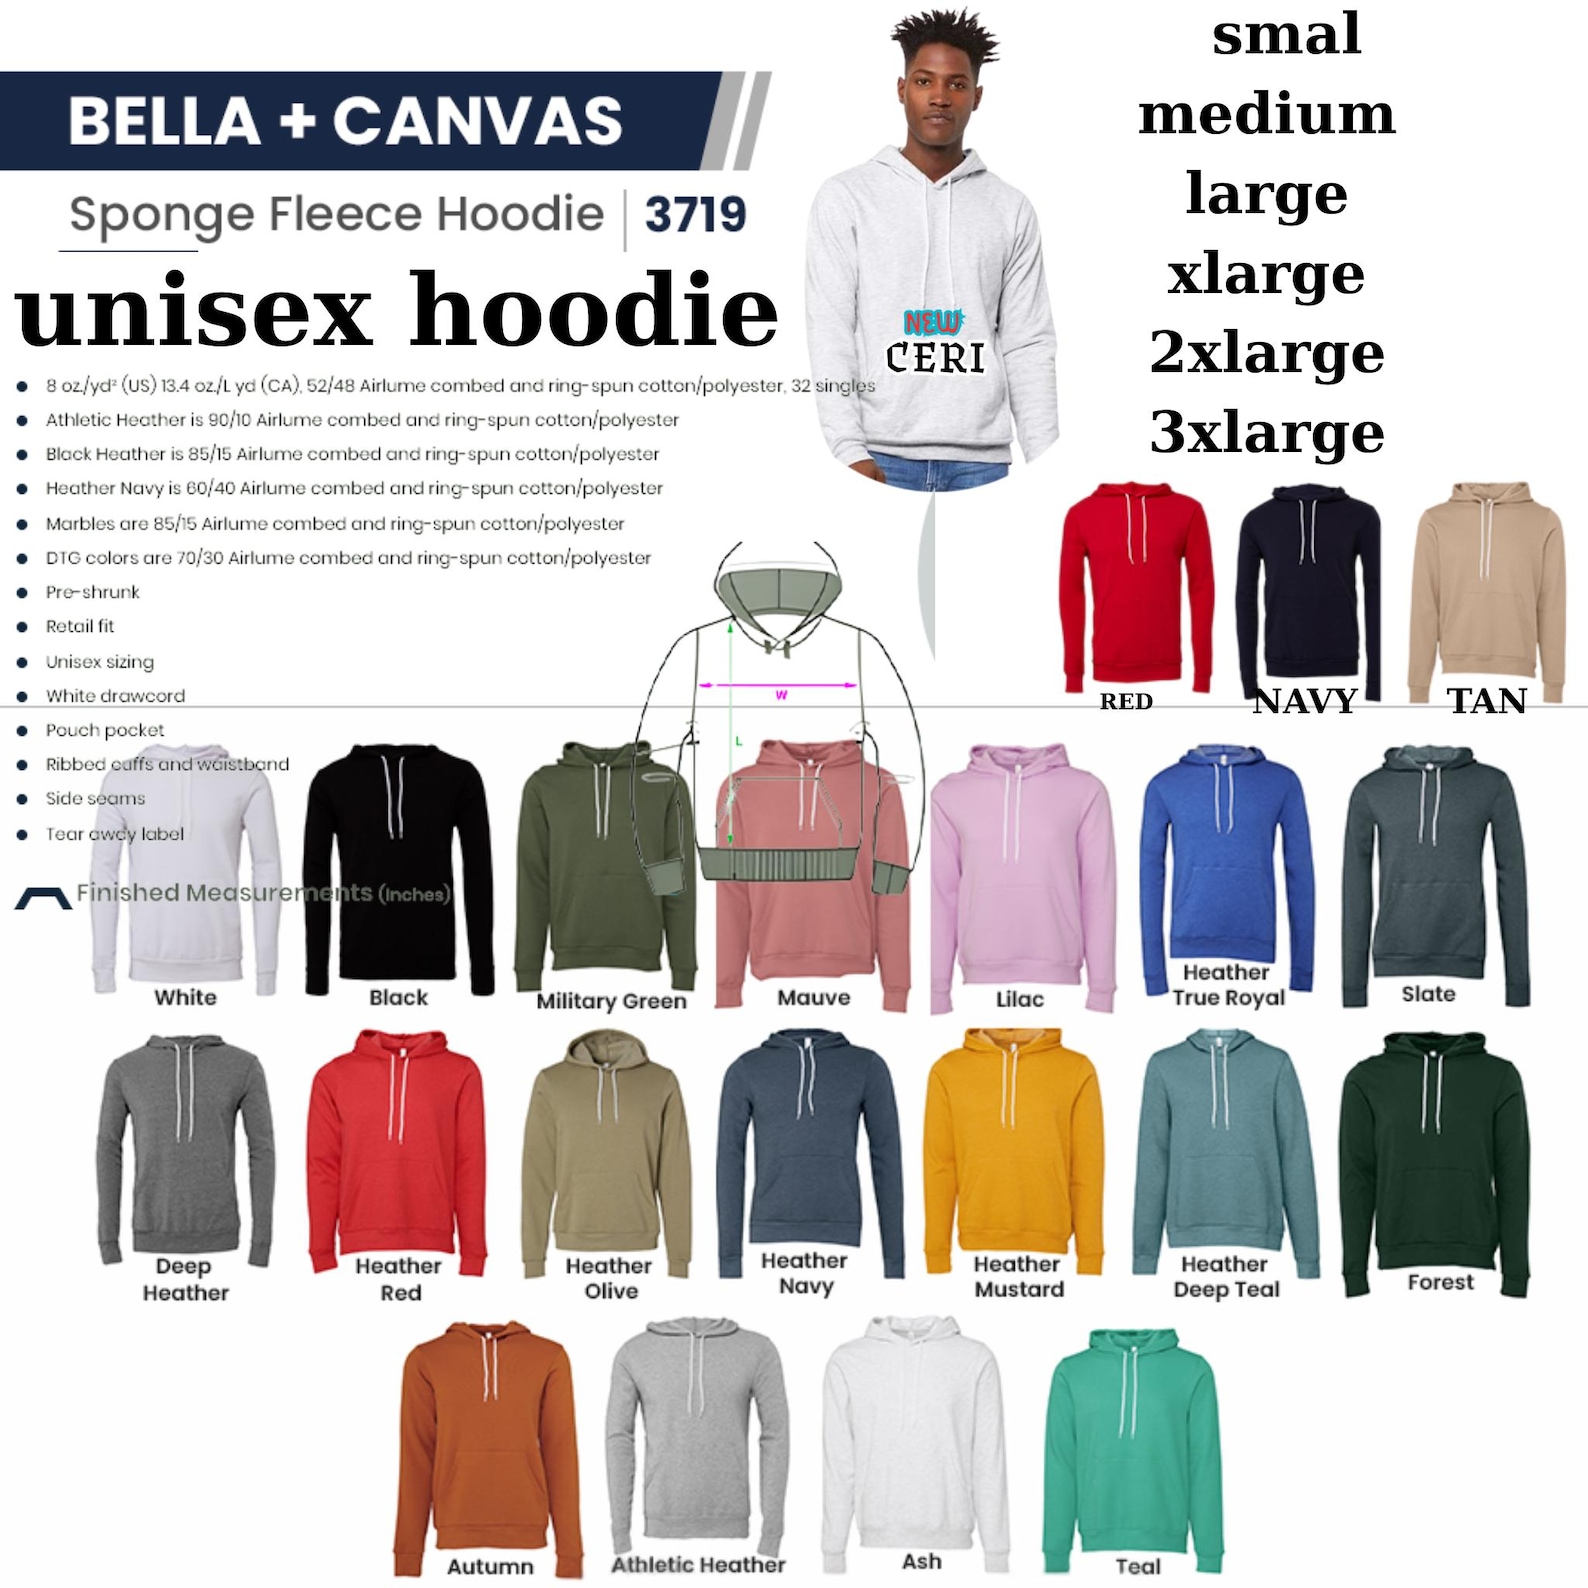 BELLA + CANVAS
Sponge Fleece Hoodie 3719
unisex hoodie
8 oz./yd² (US) 13.4 oz./L yd (CA), 52/48 Airlume combed and ring-spun cotton/polyester, 32 singles
Athletic Heather is 90/10 Airlume combed and ring-spun cotton/polyester
Black Heather is 85/15 Airlume combed and ring-spun cotton/polyester
Heather Navy is 60/40 Airlume combed and ring-spun cotton/polyester
Marbles are 85/15 Airlume combed and ring-spun cotton/polyester
DTG colors are 70/30 Airlume combed and ring-spun cotton/polyester
Pre-shrunk
Retail fit
Unisex sizing
White drawcord
Pouch pocket
Ribbed cuffs and waistband
Side seams
Tear away label
Finished Measurements (Inches)
NEW
CERI
smal
medium
large
xlarge
2xlarge
3xlarge
RED
NAVY
TAN
W
L
White
Black
Military Green
Mauve
Lilac
Heather
True Royal
Slate
Deep
Heather
Heather
Red
Heather
Olive
Heather
Navy
Heather
Mustard
Heather
Deep Teal
Forest
Autumn
Athletic Heather
Ash
Teal